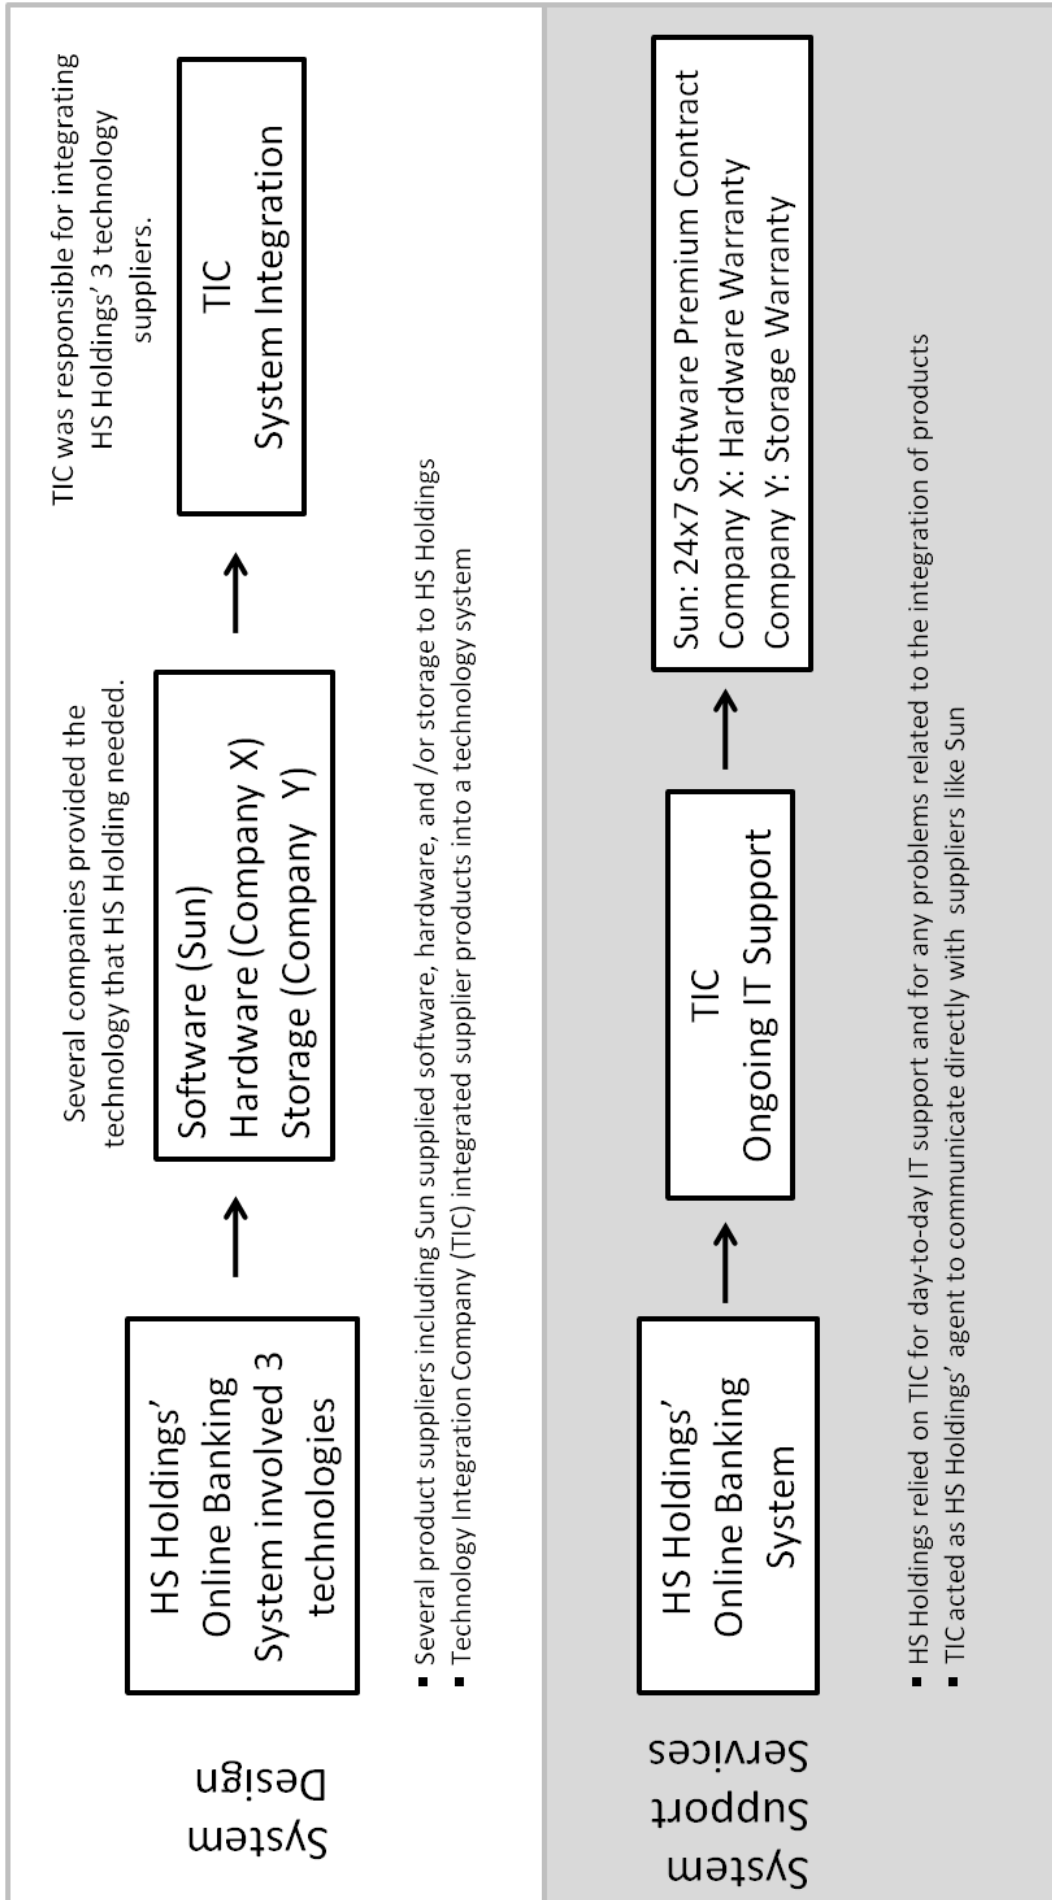 System
Design
HS Holdings’
Online Banking
System involved 3
technologies
Several companies provided the
technology that HS Holding needed.
Software (Sun)
Hardware (Company X)
Storage (Company Y)
TIC was responsible for integrating
HS Holdings’ 3 technology
suppliers.
TIC
System Integration
▪ Several product suppliers including Sun supplied software, hardware, and /or storage to HS Holdings
▪ Technology Integration Company (TIC) integrated supplier products into a technology system
System
Support
Services
HS Holdings’
Online Banking
System
TIC
Ongoing IT Support
Sun: 24x7 Software Premium Contract
Company X: Hardware Warranty
Company Y: Storage Warranty
▪ HS Holdings relied on TIC for day-to-day IT support and for any problems related to the integration of products
▪ TIC acted as HS Holdings’ agent to communicate directly with suppliers like Sun